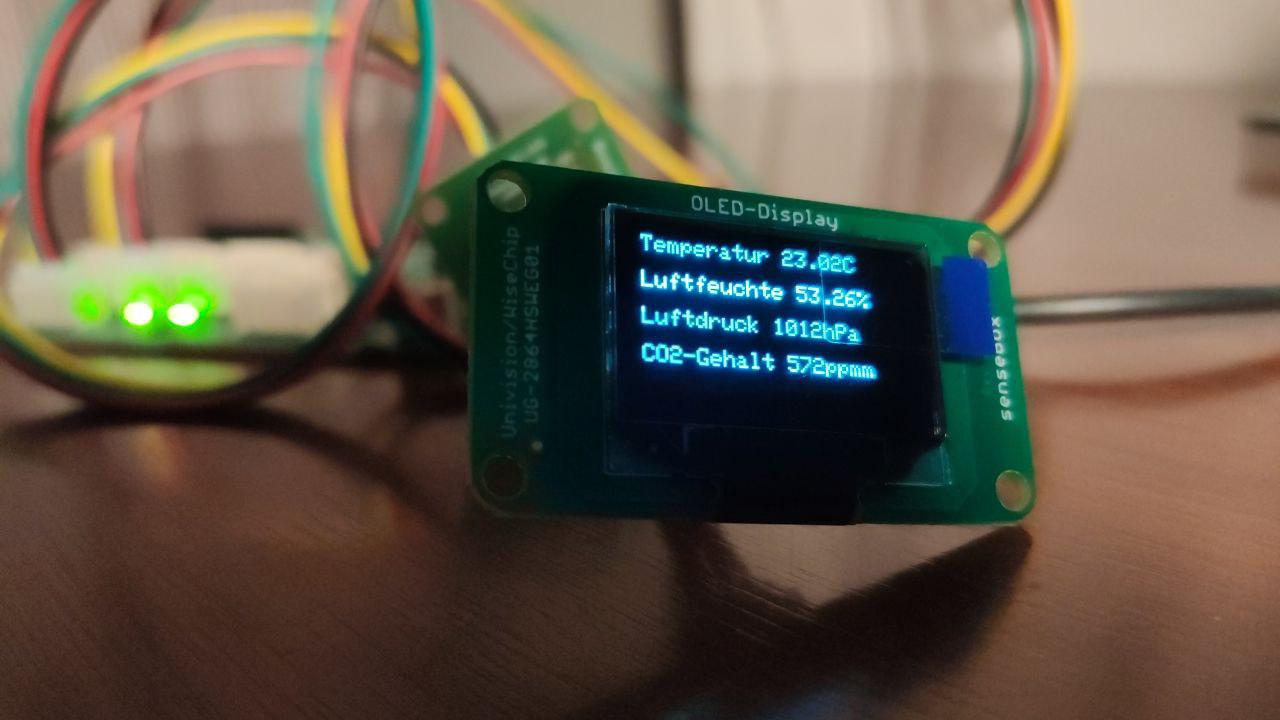 OLED-Display
Temperatur 23.02C
Luftfeuchte 53.26%
Luftdruck 1012hPa
CO2-Gehalt 572ppmm
Univision/WiseChip
UG-2864HSWEG01
sensebox